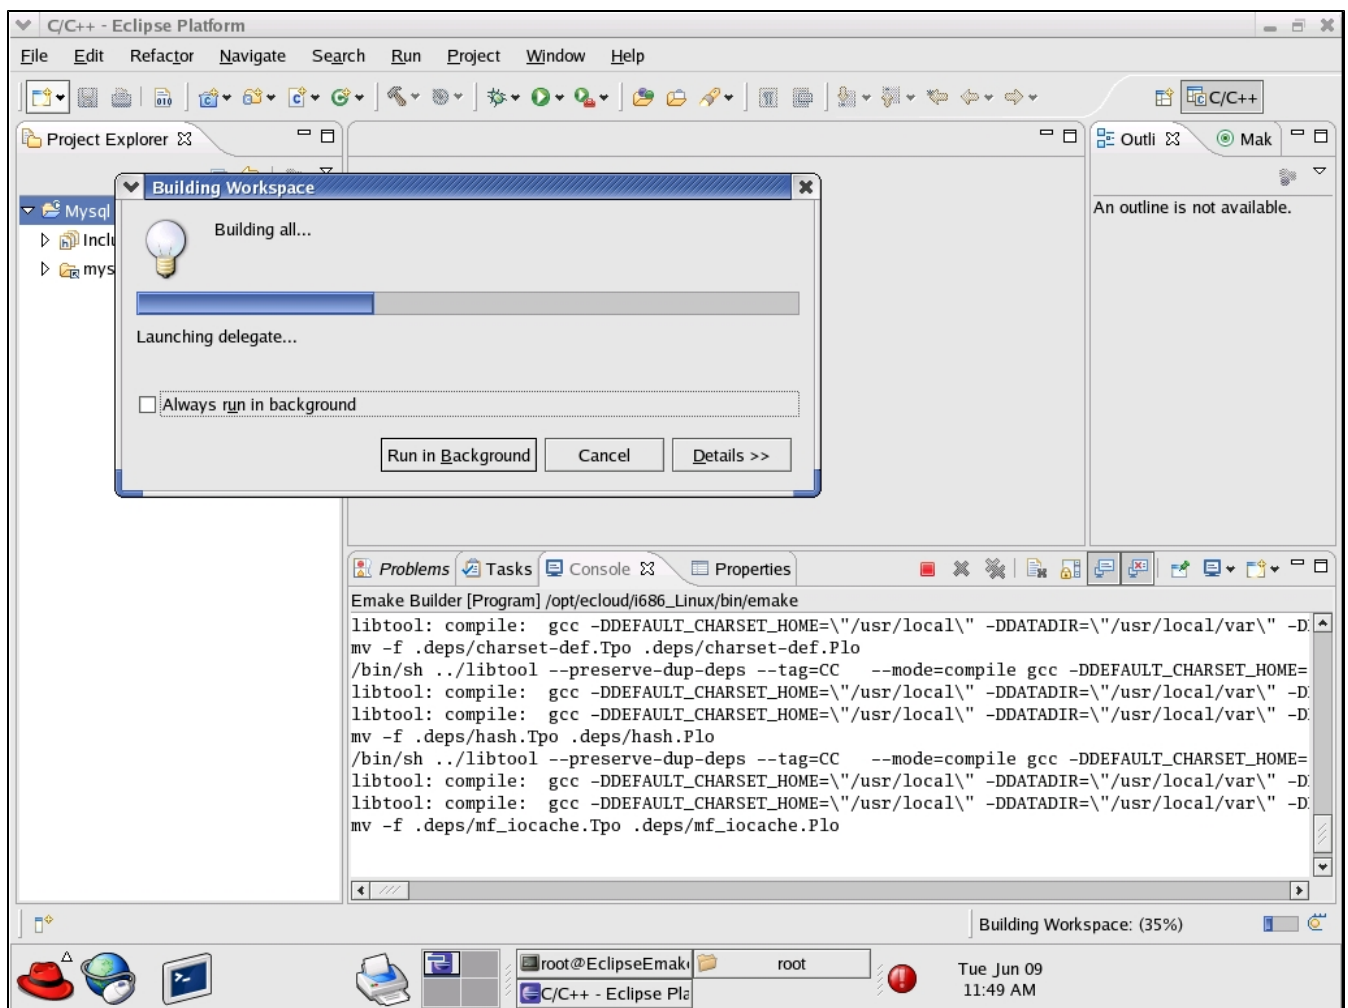 C/C++ - Eclipse Platform
File Edit Refactor Navigate Search Run Project Window Help
010
C/C++
Project Explorer
Outli
Mak
Building Workspace
Mysql
An outline is not available.
Building all...
mys
Launching delegate...
Always run in background
Run in Background
Cancel
Details >>
Problems Tasks Console Properties
Emake Builder [Program] /opt/ecloud/i686_Linux/bin/emake
libtool: compile:  gcc -DDEFAULT_CHARSET_HOME=\"/usr/local\" -DDATADIR=\"/usr/local/var\" -D
mv -f .deps/charset-def.Tpo .deps/charset-def.Plo
/bin/sh ../libtool --preserve-dup-deps --tag=CC   --mode=compile gcc -DDEFAULT_CHARSET_HOME=
libtool: compile:  gcc -DDEFAULT_CHARSET_HOME=\"/usr/local\" -DDATADIR=\"/usr/local/var\" -D
libtool: compile:  gcc -DDEFAULT_CHARSET_HOME=\"/usr/local\" -DDATADIR=\"/usr/local/var\" -D
mv -f .deps/hash.Tpo .deps/hash.Plo
/bin/sh ../libtool --preserve-dup-deps --tag=CC   --mode=compile gcc -DDEFAULT_CHARSET_HOME=
libtool: compile:  gcc -DDEFAULT_CHARSET_HOME=\"/usr/local\" -DDATADIR=\"/usr/local/var\" -D
libtool: compile:  gcc -DDEFAULT_CHARSET_HOME=\"/usr/local\" -DDATADIR=\"/usr/local/var\" -D
mv -f .deps/mf_iocache.Tpo .deps/mf_iocache.Plo
Building Workspace: (35%)
root@EclipseEmak
root
C/C++ - Eclipse Pla
Tue Jun 09
11:49 AM